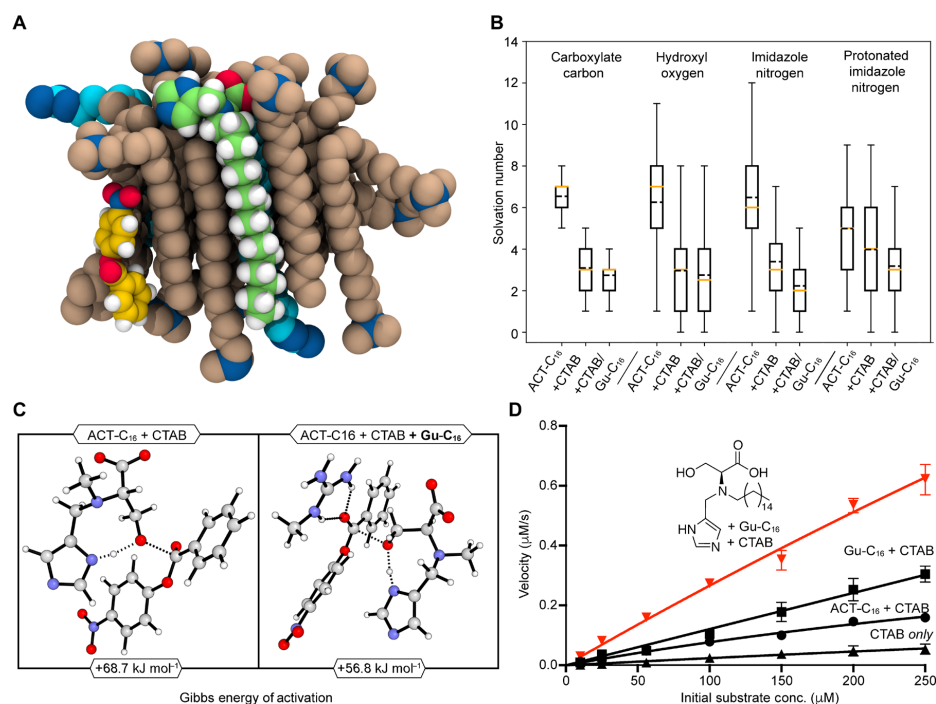 A
B
14
12
10
8
6
4
2
0
Solvation number
Carboxylate
carbon
Hydroxyl
oxygen
Imidazole
nitrogen
Protonated
imidazole
nitrogen
ACT-C16
+CTAB
+CTAB/
Gu-C16
ACT-C16
+CTAB
+CTAB/
Gu-C16
ACT-C16
+CTAB
+CTAB/
Gu-C16
ACT-C16
+CTAB
+CTAB/
Gu-C16
C
ACT-C16 + CTAB
ACT-C16 + CTAB + Gu-C16
+68.7 kJ mol⁻¹
+56.8 kJ mol⁻¹
Gibbs energy of activation
D
0.8
0.6
0.4
0.2
0.0
Velocity (µM/s)
O
HO
OH
N
14
HN
N
+ Gu-C16
+ CTAB
Gu-C16 + CTAB
ACT-C16 + CTAB
CTAB only
0
50
100
150
200
250
Initial substrate conc. (µM)